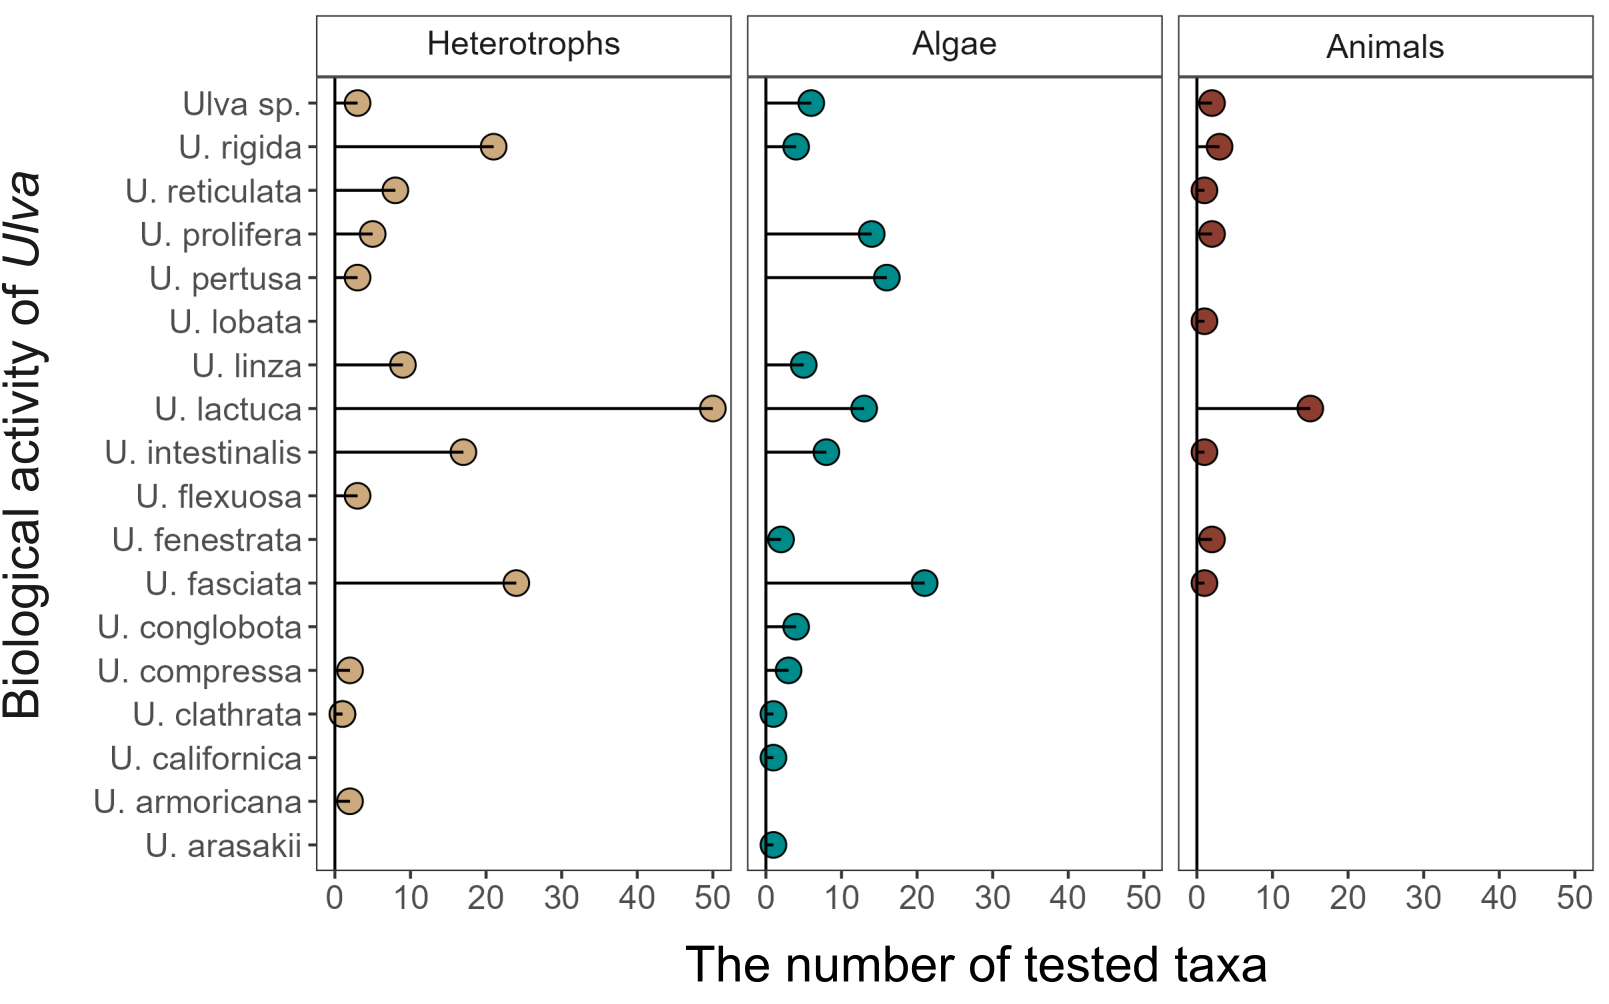 Heterotrophs
Algae
Animals
Biological activity of Ulva
Ulva sp.
U. rigida
U. reticulata
U. prolifera
U. pertusa
U. lobata
U. linza
U. lactuca
U. intestinalis
U. flexuosa
U. fenestrata
U. fasciata
U. conglobota
U. compressa
U. clathrata
U. californica
U. armoricana
U. arasakii
0 10 20 30 40 50
0 10 20 30 40 50
0 10 20 30 40 50
The number of tested taxa